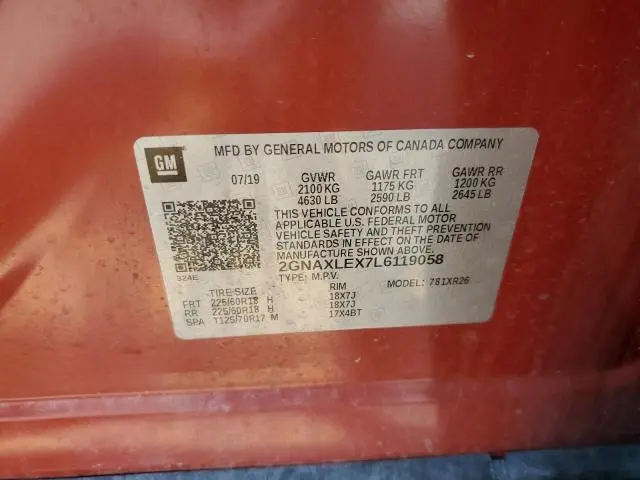 GM
MFD BY GENERAL MOTORS OF CANADA COMPANY
07/19 GVWR GAWR FRT GAWR RR
2100 KG 1175 KG 1200 KG
4630 LB 2590 LB 2645 LB
THIS VEHICLE CONFORMS TO ALL
APPLICABLE U.S. FEDERAL MOTOR
VEHICLE SAFETY AND THEFT PREVENTION
STANDARDS IN EFFECT ON THE DATE OF
MANUFACTURE SHOWN ABOVE.
2GNAXLEX7L6119058
324E TYPE: M.P.V. MODEL: 781XR26
TIRE SIZE RIM
FRT 225/60R18 H 18X7J
RR 225/60R18 H 18X7J
SPA T125/70R17 M 17X4BT